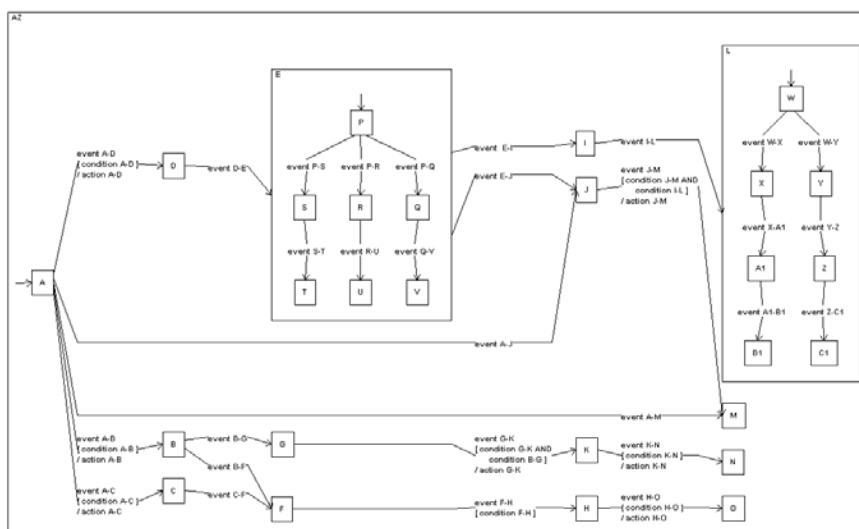 AZ
E
P
event P-S
event P-R
event P-Q
S
R
Q
event S-T
event R-U
event Q-V
T
U
V
L
W
event W-X
event W-Y
X
Y
event X-A1
event Y-Z
A1
Z
event A1-B1
event Z-C1
B1
C1
event A-D
[condition A-D ]
/ action A-D
D
event D-E
event E-I
I
event I-L
event E-J
J
event J-M
[condition J-M AND
condition I-L ]
/ action J-M
A
event A-J
event A-M
M
event A-B
[condition A-B ]
/ action A-B
B
event B-G
G
event G-K
[condition G-K AND
condition B-G ]
/ action G-K
K
event K-N
[condition K-N ]
/ action K-N
N
event B-F
event A-C
[condition A-C ]
/ action A-C
C
event C-F
F
event F-H
[condition F-H ]
H
event H-O
[condition H-O ]
/ action H-O
O